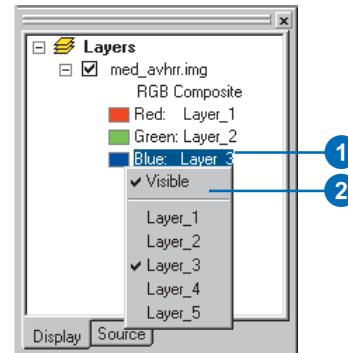 Layers
med_avhrr.img
RGB Composite
Red: Layer_1
Green: Layer_2
Blue: Layer_3
1
Visible
2
Layer_1
Layer_2
Layer_3
Layer_4
Layer_5
Display Source